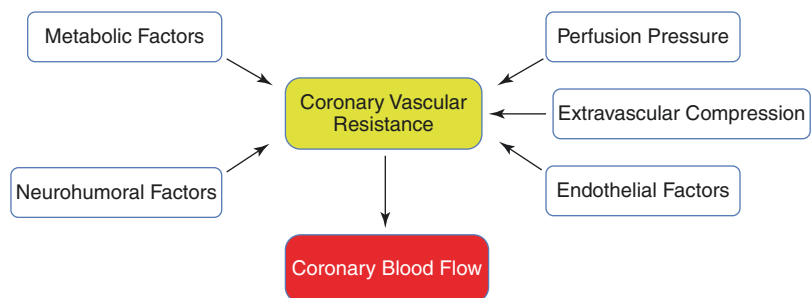 Metabolic Factors
Perfusion Pressure
Coronary Vascular
Resistance
Extravascular Compression
Neurohumoral Factors
Endothelial Factors
Coronary Blood Flow